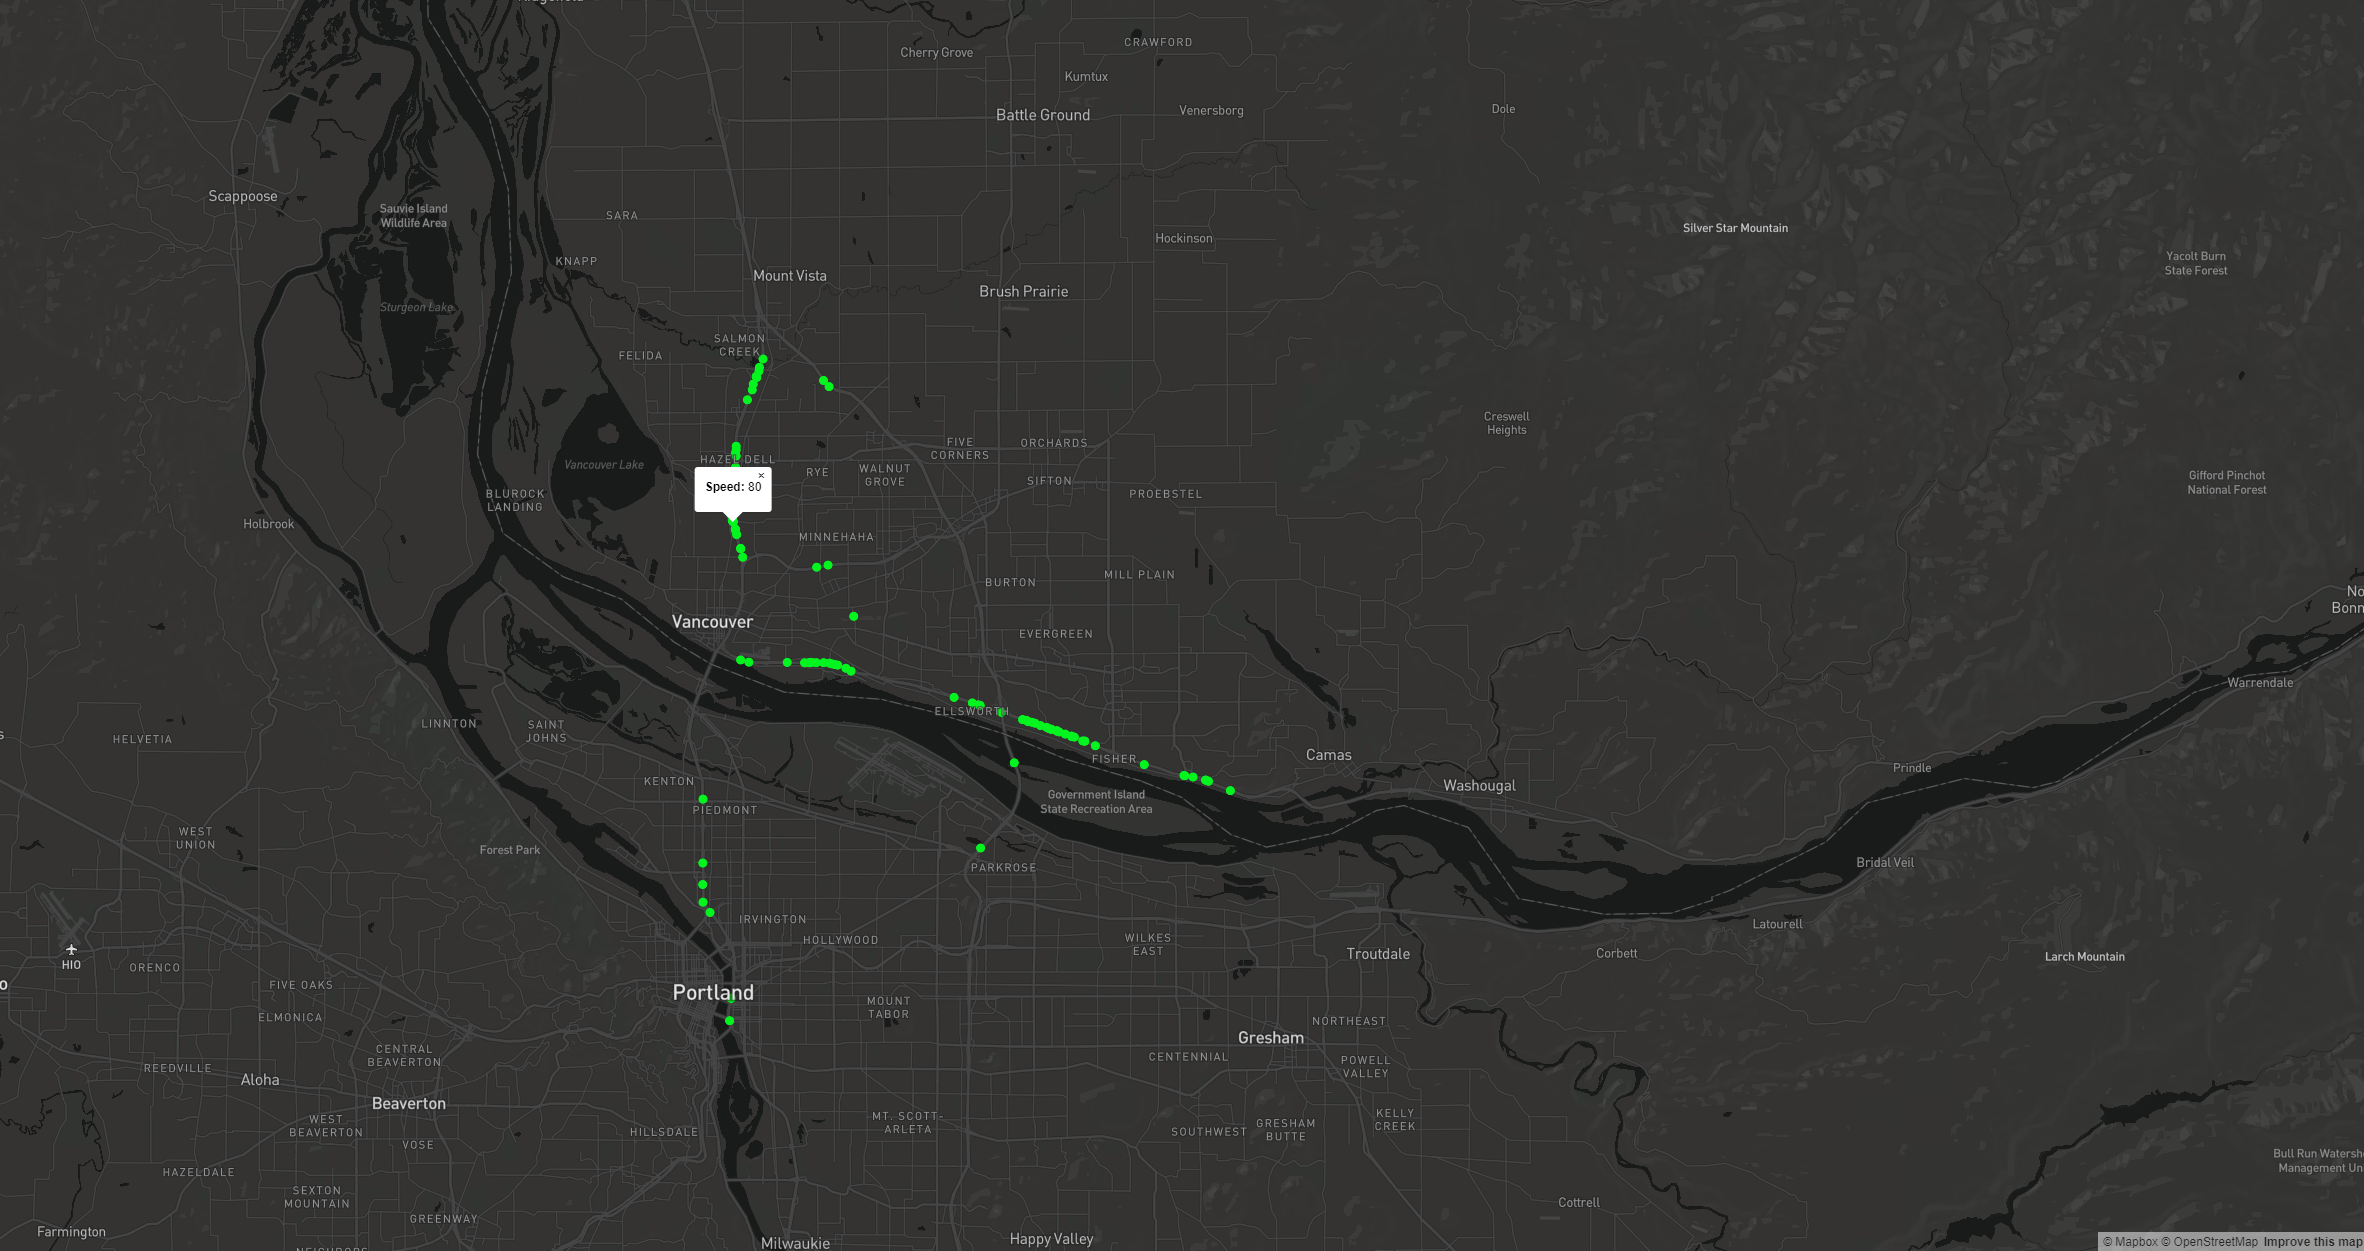 CRAWFORD
Cherry Grove
Kumtux
Battle Ground
Venersborg
Dole
Scappoose
Sauvie Island
Wildlife Area
SARA
Silver Star Mountain
Hockinson
KNAPP
Mount Vista
Yacolt Burn
State Forest
Brush Prairie
Sturgeon Lake
SALMON
CREEK
FELIDA
Creswell
Heights
HAZEL DELL
FIVE
CORNERS
ORCHARDS
Vancouver Lake
RYE
WALNUT
GROVE
SIFTON
Gifford Pinchot
National Forest
×
Speed: 80
BLUROCK
LANDING
PROEBSTEL
Holbrook
MINNEHAHA
BURTON
MILL PLAIN
No
Bonn
Vancouver
EVERGREEN
Warrendale
LINNTON
SAINT
JOHNS
ELLSWORTH
HELVETIA
s
FISHER
Camas
Prindle
KENTON
Washougal
Government Island
State Recreation Area
PIEDMONT
WEST
UNION
Forest Park
PARKROSE
Bridal Veil
IRVINGTON
HOLLYWOOD
WILKES
EAST
Latourell
Troutdale
Corbett
Larch Mountain
HIO
ORENCO
o
FIVE OAKS
Portland
MOUNT
TABOR
ELMONICA
NORTHEAST
Gresham
CENTRAL
BEAVERTON
CENTENNIAL
POWELL
VALLEY
REEDVILLE
Aloha
Beaverton
WEST
BEAVERTON
MT. SCOTT-
ARLETA
KELLY
CREEK
GRESHAM
BUTTE
HILLSDALE
SOUTHWEST
VOSE
Bull Run Watersh
Management Un
HAZELDALE
SEXTON
MOUNTAIN
Cottrell
GREENWAY
Farmington
Milwaukie
Happy Valley
© Mapbox © OpenStreetMap Improve this map